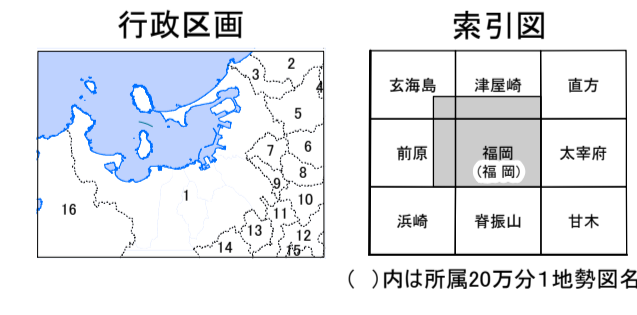 行政区画
2
3
4
5
6
7
8
9
1
10
16
11
13
12
14
15
索引図
玄海島 津屋崎 直方
前原 福岡 太宰府
(福 岡)
浜崎 脊振山 甘木
( )内は所属20万分1地勢図名